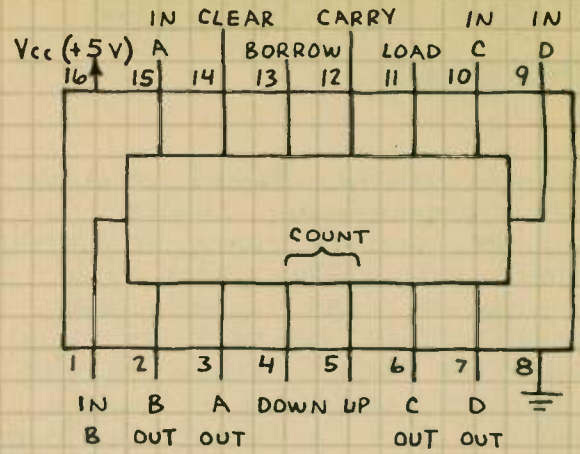 IN CLEAR CARRY IN IN
Vcc (+5 V) A BORROW LOAD C D
16 15 14 13 12 11 10 9
COUNT
1 2 3 4 5 6 7 8
IN B A DOWN UP C D
B OUT OUT OUT OUT